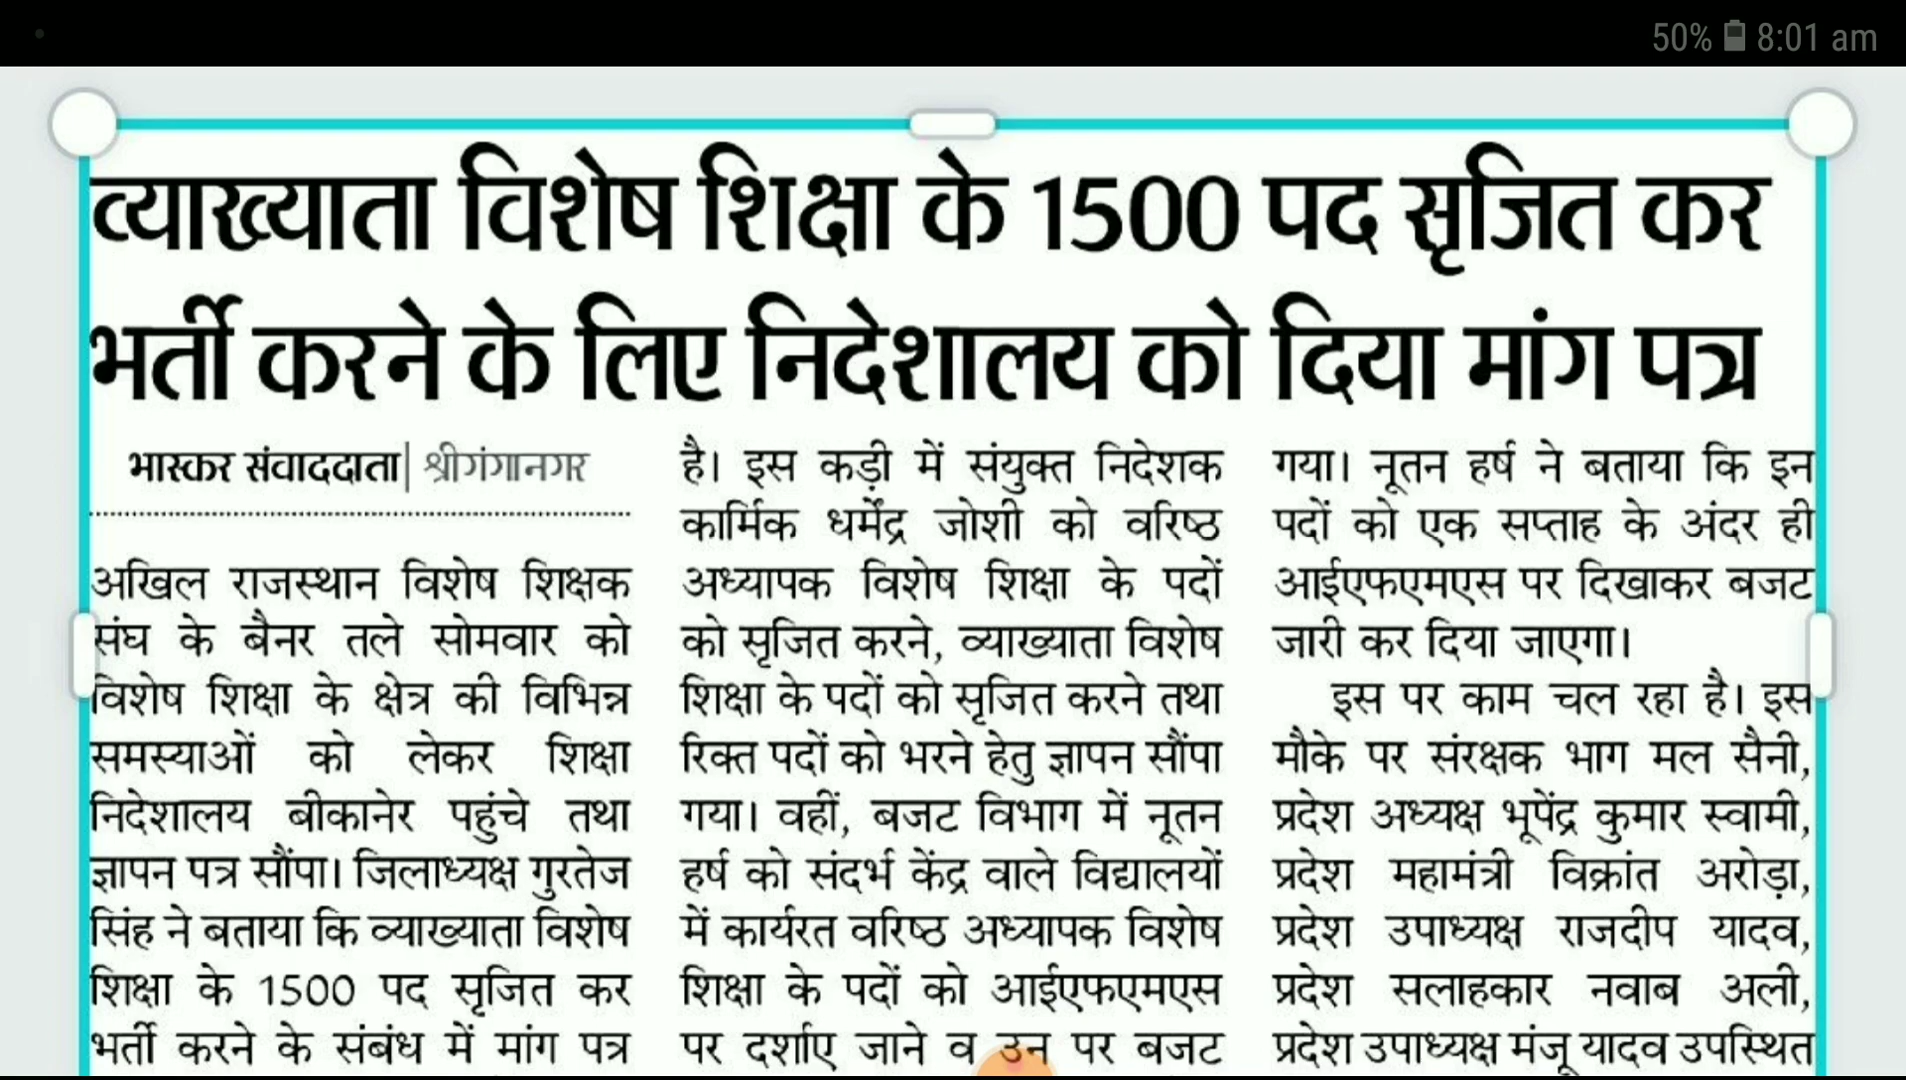 50% 8:01 am
व्याख्याता विशेष शिक्षा के 1500 पद सृजित कर
भर्ती करने के लिए निदेशालय को दिया मांग पत्र
भास्कर संवाददाता| श्रीगंगानगर
अखिल राजस्थान विशेष शिक्षक
संघ के बैनर तले सोमवार को
विशेष शिक्षा के क्षेत्र की विभिन्न
समस्याओं को लेकर शिक्षा
निदेशालय बीकानेर पहुंचे तथा
ज्ञापन पत्र सौंपा। जिलाध्यक्ष गुरतेज
सिंह ने बताया कि व्याख्याता विशेष
शिक्षा के 1500 पद सृजित कर
भर्ती करने के संबंध में मांग पत्र
है। इस कड़ी में संयुक्त निदेशक
कार्मिक धर्मेंद्र जोशी को वरिष्ठ
अध्यापक विशेष शिक्षा के पदों
को सृजित करने, व्याख्याता विशेष
शिक्षा के पदों को सृजित करने तथा
रिक्त पदों को भरने हेतु ज्ञापन सौंपा
गया। वहीं, बजट विभाग में नूतन
हर्ष को संदर्भ केंद्र वाले विद्यालयों
में कार्यरत वरिष्ठ अध्यापक विशेष
शिक्षा के पदों को आईएफएमएस
पर दर्शाए जाने व उन पर बजट
गया। नूतन हर्ष ने बताया कि इन
पदों को एक सप्ताह के अंदर ही
आईएफएमएस पर दिखाकर बजट
जारी कर दिया जाएगा।
इस पर काम चल रहा है। इस
मौके पर संरक्षक भाग मल सैनी,
प्रदेश अध्यक्ष भूपेंद्र कुमार स्वामी,
प्रदेश महामंत्री विक्रांत अरोड़ा,
प्रदेश उपाध्यक्ष राजदीप यादव,
प्रदेश सलाहकार नवाब अली,
प्रदेश उपाध्यक्ष मंजू यादव उपस्थित